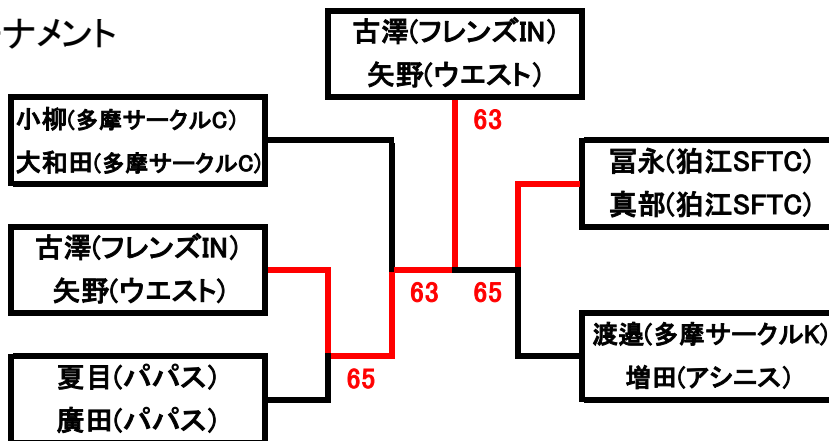 ーナメント
古澤(フレンズIN)
矢野(ウエスト)
63
小柳(多摩サークルC)
大和田(多摩サークルC)
冨永(狛江SFTC)
真部(狛江SFTC)
古澤(フレンズIN)
矢野(ウエスト)
63
65
夏目(パパス)
廣田(パパス)
65
渡邉(多摩サークルK)
増田(アシニス)